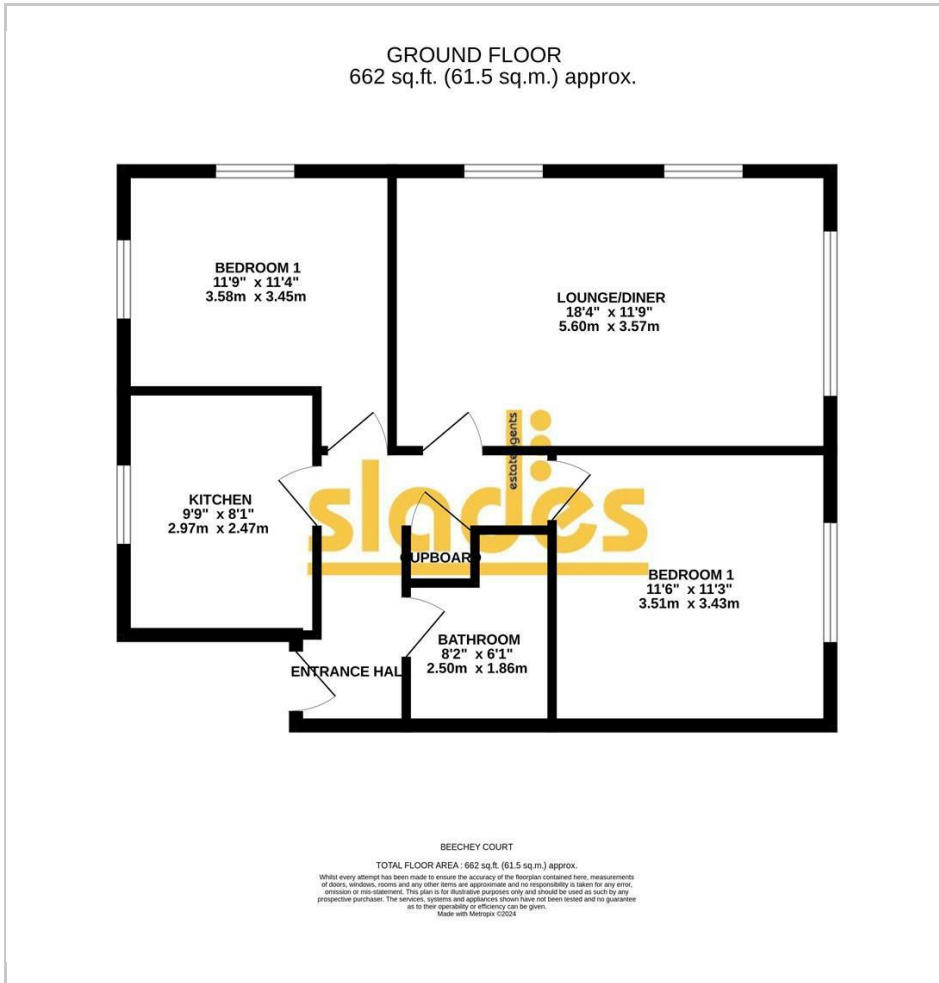 GROUND FLOOR
662 sq.ft. (61.5 sq.m.) approx.
BEDROOM 1
11'9" x 11'4"
3.58m x 3.45m
LOUNGE/DINER
18'4" x 11'9"
5.60m x 3.57m
KITCHEN
9'9" x 8'1"
2.97m x 2.47m
estate agents
slades
CUPBOARD
BEDROOM 1
11'6" x 11'3"
3.51m x 3.43m
BATHROOM
8'2" x 6'1"
2.50m x 1.86m
ENTRANCE HALL
BEECHEY COURT
TOTAL FLOOR AREA : 662 sq.ft. (61.5 sq.m.) approx.
Whilst every attempt has been made to ensure the accuracy of the floorplan contained here, measurements
of doors, windows, rooms and any other items are approximate and no responsibility is taken for any error,
omission or mis-statement. This plan is for illustrative purposes only and should be used as such by any
prospective purchaser. The services, systems and appliances shown have not been tested and no guarantee
as to their operability or efficiency can be given.
Made with Metropix ©2024